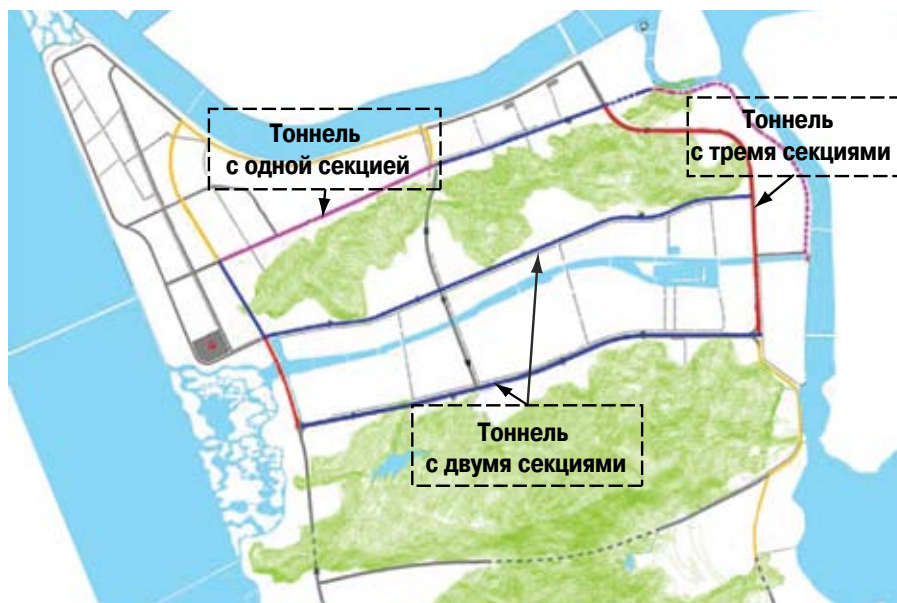 Тоннель
с одной секцией
Тоннель
с тремя секциями
Тоннель
с двумя секциями